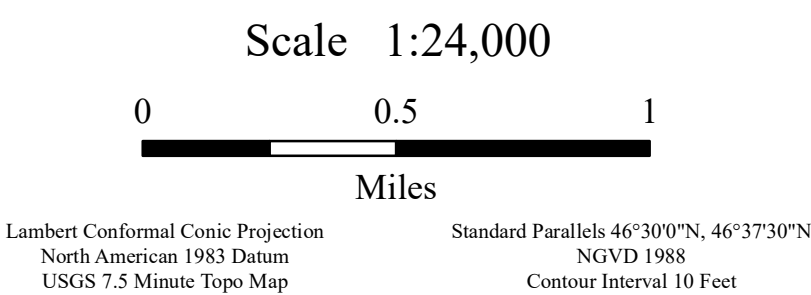 Scale 1:24,000
0 0.5 1
Miles
Lambert Conformal Conic Projection
North American 1983 Datum
USGS 7.5 Minute Topo Map
Standard Parallels 46°30'0"N, 46°37'30"N
NGVD 1988
Contour Interval 10 Feet